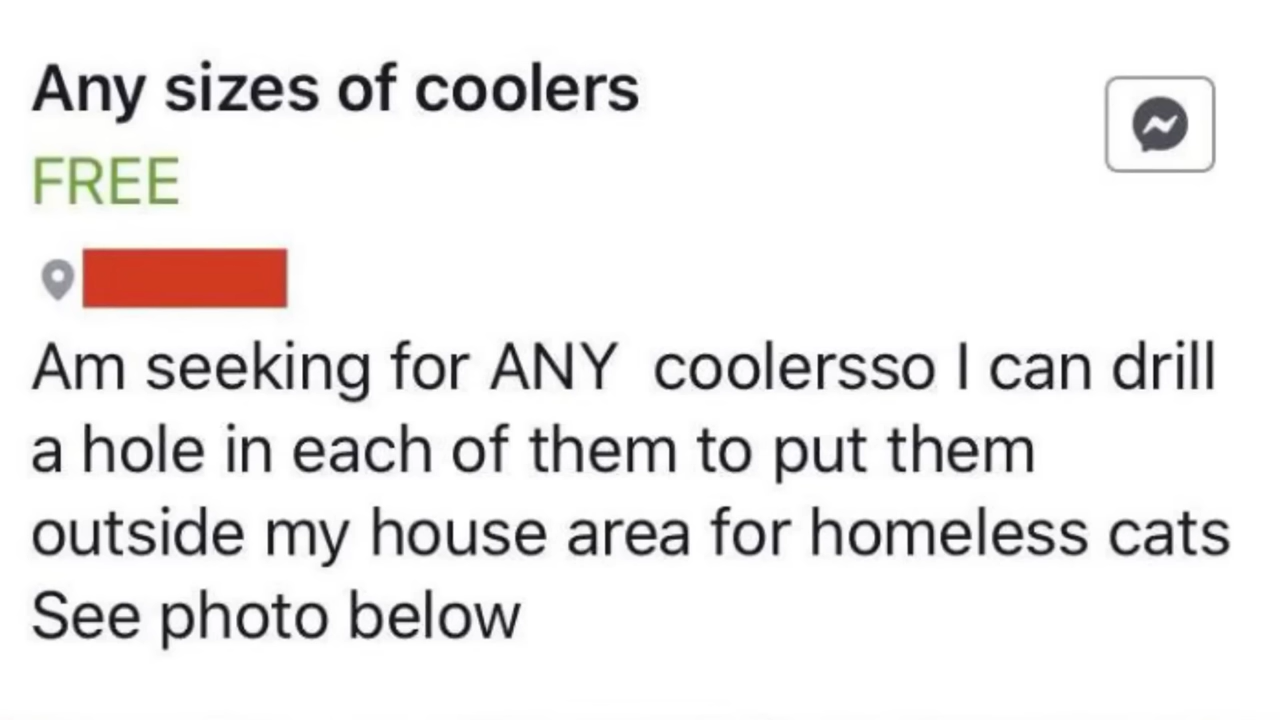 Any sizes of coolers
FREE
Am seeking for ANY  coolersso I can drill
a hole in each of them to put them
outside my house area for homeless cats
See photo below